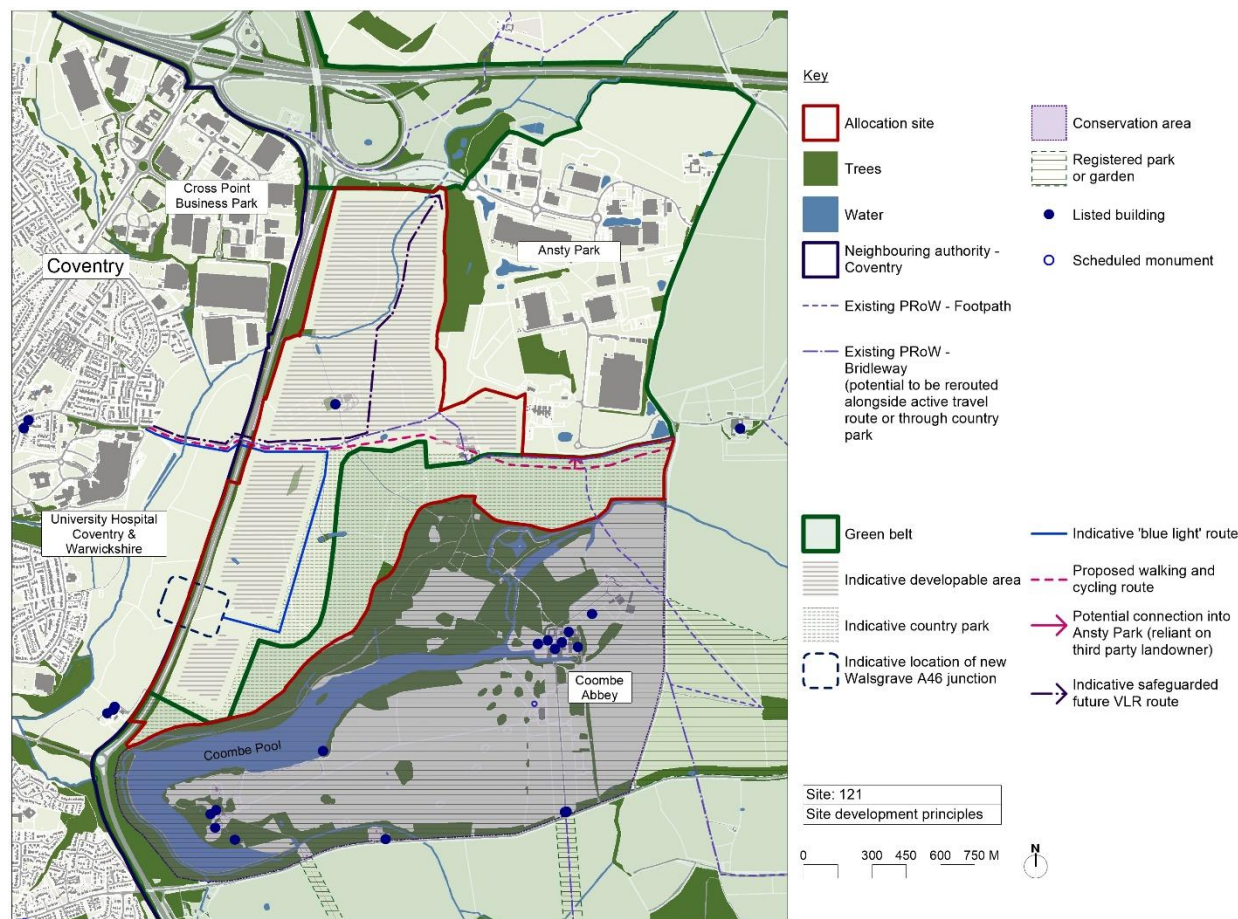 Cross Point
Business Park
Ansty Park
Coventry
University Hospital
Coventry &
Warwickshire
Coombe
Abbey
Coombe Pool
Key
Allocation site
Trees
Water
Neighbouring authority -
Coventry
Existing PRoW - Footpath
Existing PRoW -
Bridleway
(potential to be rerouted
alongside active travel
route or through country
park
Conservation area
Registered park
or garden
Listed building
Scheduled monument
Green belt
Indicative developable area
Indicative country park
Indicative location of new
Walsgrave A46 junction
Indicative 'blue light' route
Proposed walking and
cycling route
Potential connection into
Ansty Park (reliant on
third party landowner)
Indicative safeguarded
future VLR route
Site: 121
Site development principles
0 300 450 600 750 M
N